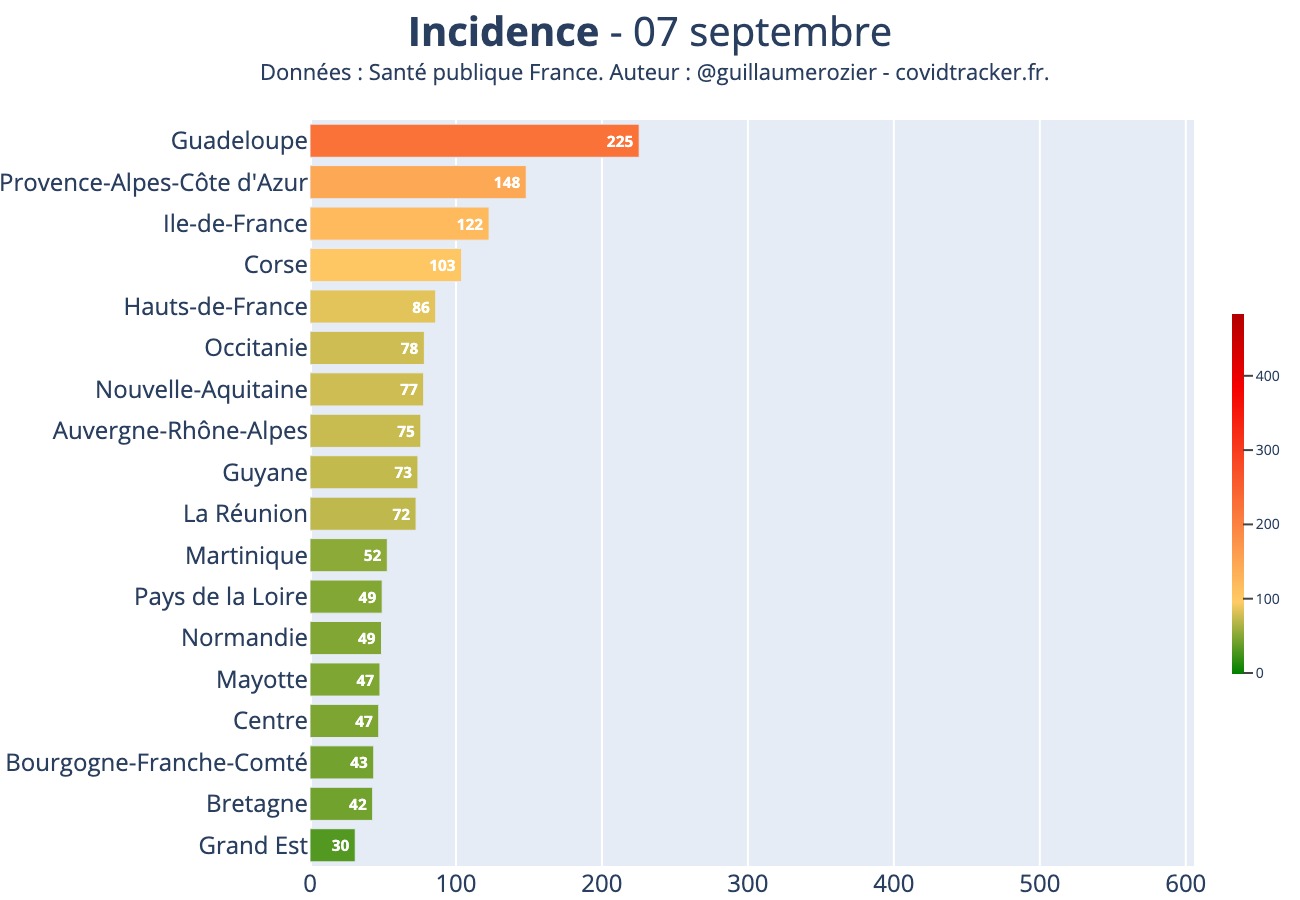 Incidence - 07 septembre
Données : Santé publique France. Auteur : @guillaumerozier - covidtracker.fr.
Guadeloupe 225
Provence-Alpes-Côte d'Azur 148
Ile-de-France 122
Corse 103
Hauts-de-France 86
Occitanie 78
Nouvelle-Aquitaine 77
Auvergne-Rhône-Alpes 75
Guyane 73
La Réunion 72
Martinique 52
Pays de la Loire 49
Normandie 49
Mayotte 47
Centre 47
Bourgogne-Franche-Comté 43
Bretagne 42
Grand Est 30
0 100 200 300 400 500 600
400
300
200
100
0